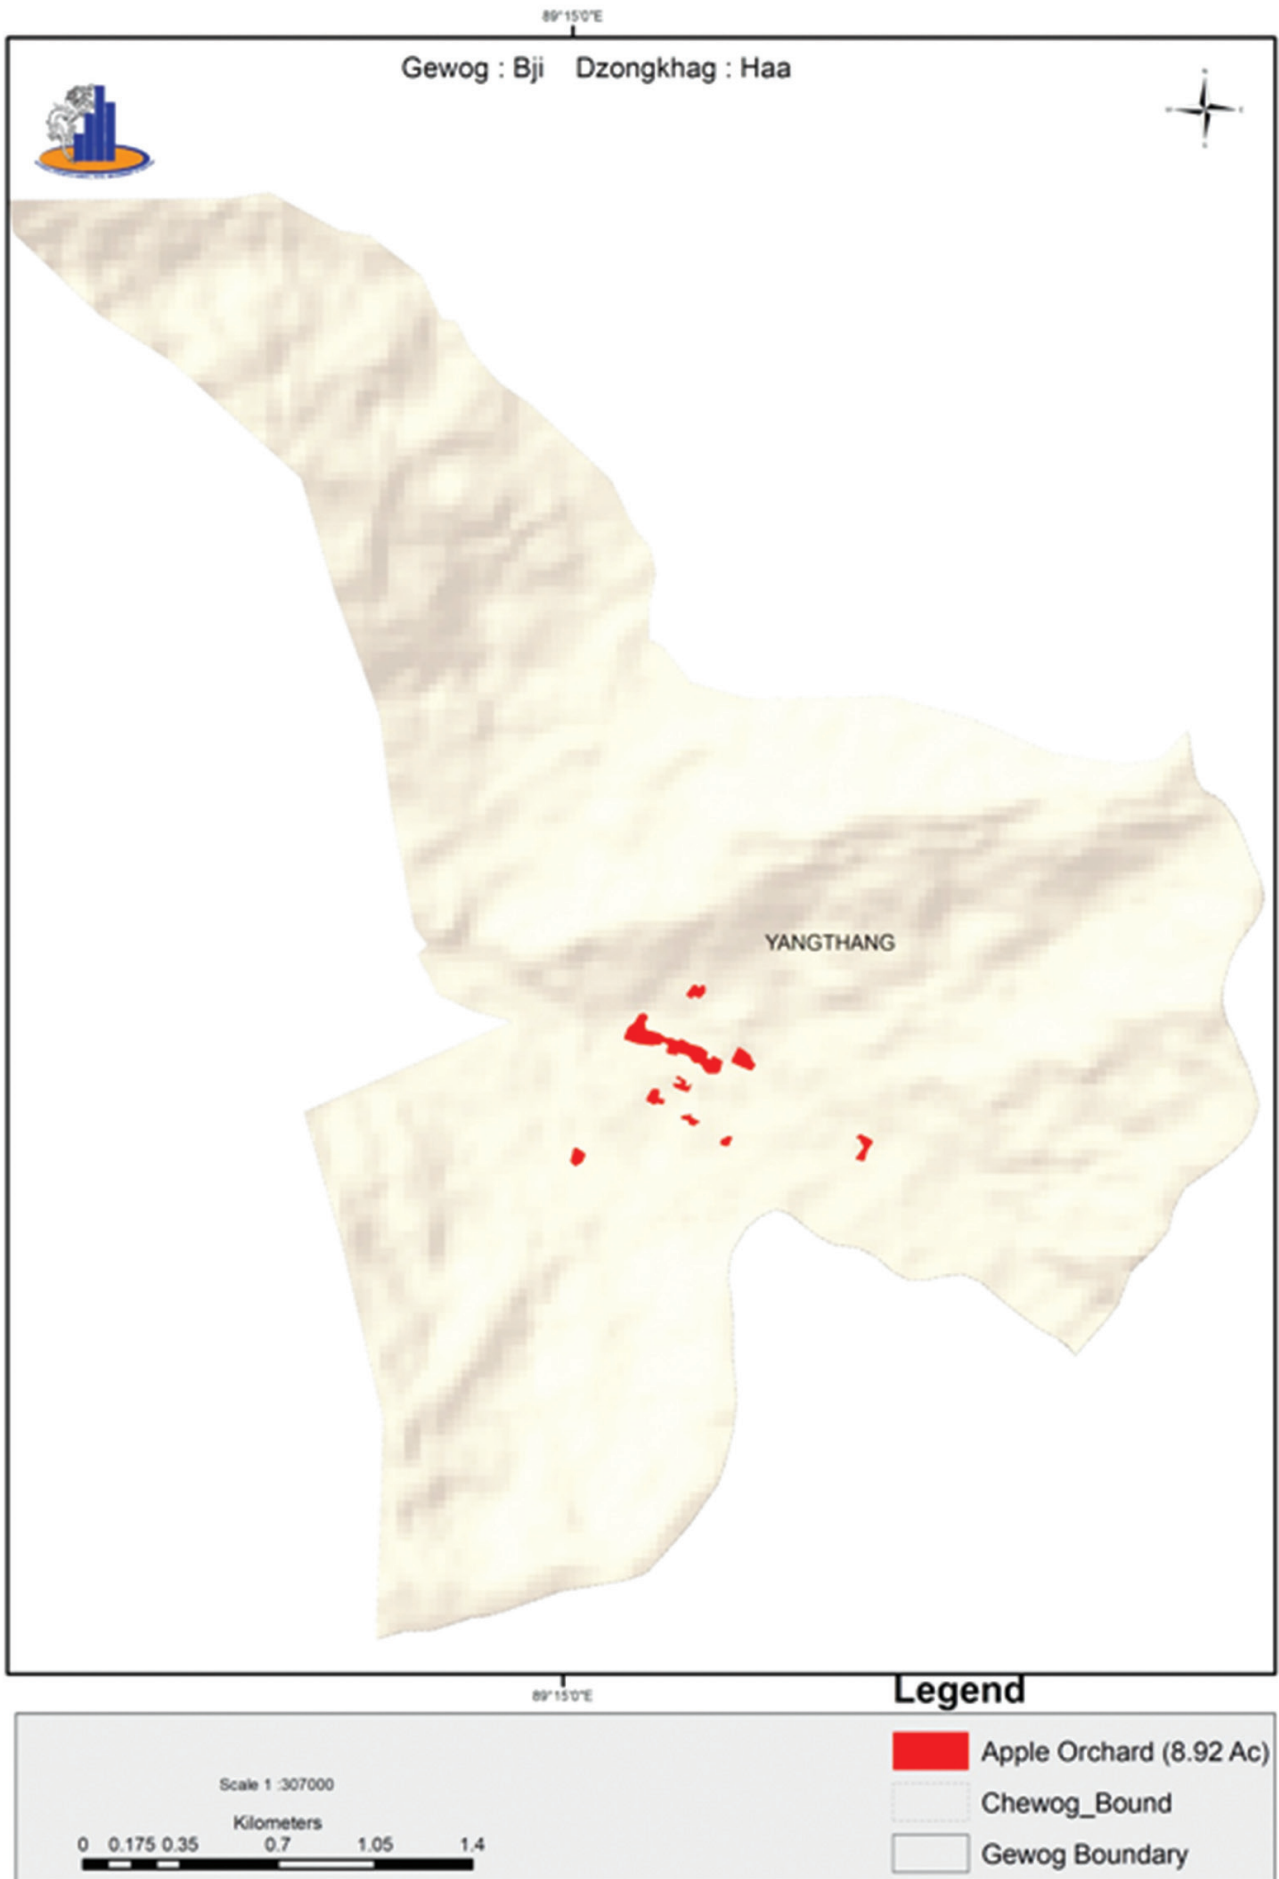 89°15'0"E
Gewog : Bji Dzongkhag : Haa
YANGTHANG
89°15'0"E
Legend
Apple Orchard (8.92 Ac)
Chewog_Bound
Gewog Boundary
Scale 1 :307000
Kilometers
0 0.175 0.35 0.7 1.05 1.4